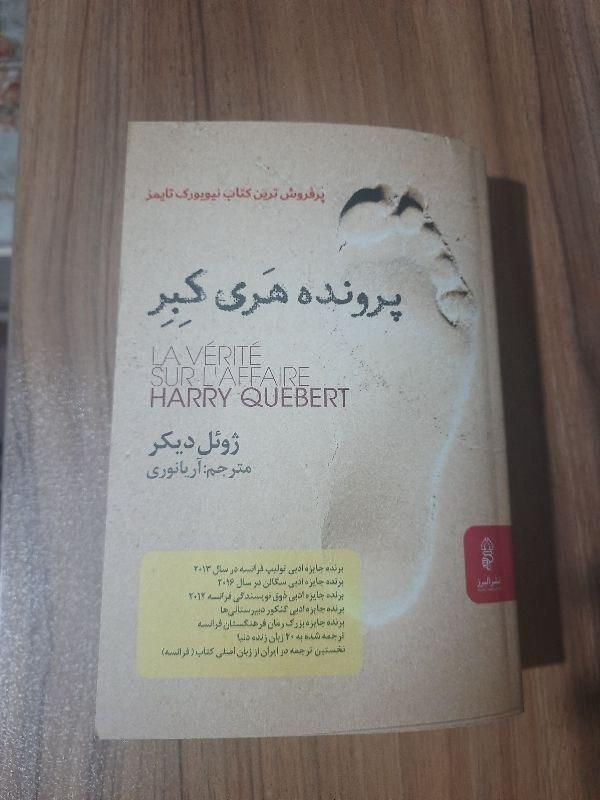 پرفروش ترین کتاب نیویورک تایمز
پرونده هَری کِبِرِ
LA VÉRITÉ
SUR L'AFFAIRE
HARRY QUEBERT
ژوئل دیکر
مترجم: آریا نوری
برنده جایزه ادبی تولیپ فرانسه در سال ۲۰۱۳
برنده جایزه ادبی سگالن در سال ۲۰۱۶
برنده جایزه ادبی ذوق نویسندگی فرانسه ۲۰۱۲
برنده جایزه ادبی کنکور دبیرستانی‌ها
برنده جایزه بزرگ رمان فرهنگستان فرانسه
ترجمه شده به ۴۰ زبان زنده دنیا
نخستین ترجمه در ایران از زبان اصلی کتاب (فرانسه)
نشر البرز